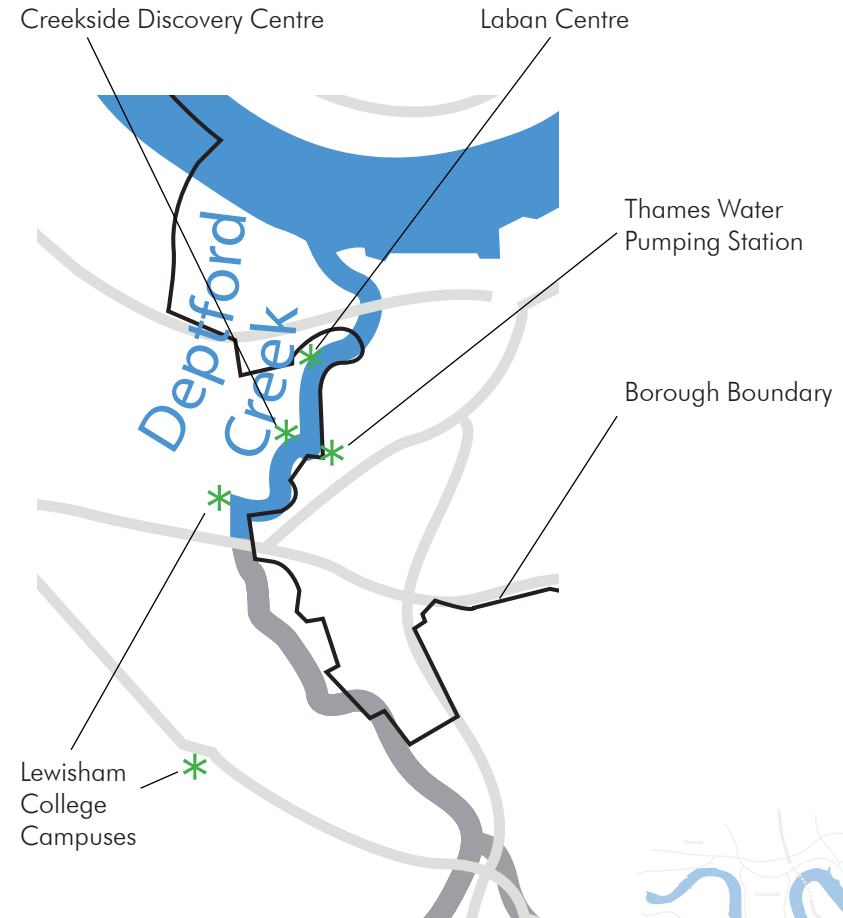 Creekside Discovery Centre
Laban Centre
Thames Water
Pumping Station
Deptford
Creek
Borough Boundary
Lewisham
College
Campuses